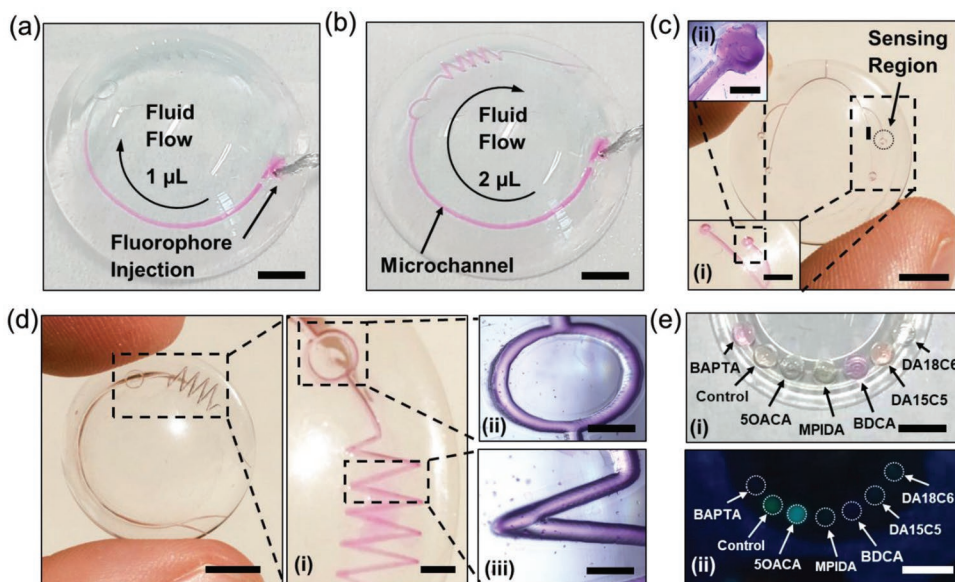 (a)
Fluid
Flow
1 µL
Fluorophore
Injection
(b)
Fluid
Flow
2 µL
Microchannel
(c)
(ii)
Sensing
Region
(i)
(d)
(i)
(ii)
(iii)
(e)
BAPTA
Control
5OACA
MPIDA
BDCA
DA15C5
DA18C6
(i)
BAPTA
Control
5OACA
MPIDA
BDCA
DA15C5
DA18C6
(ii)